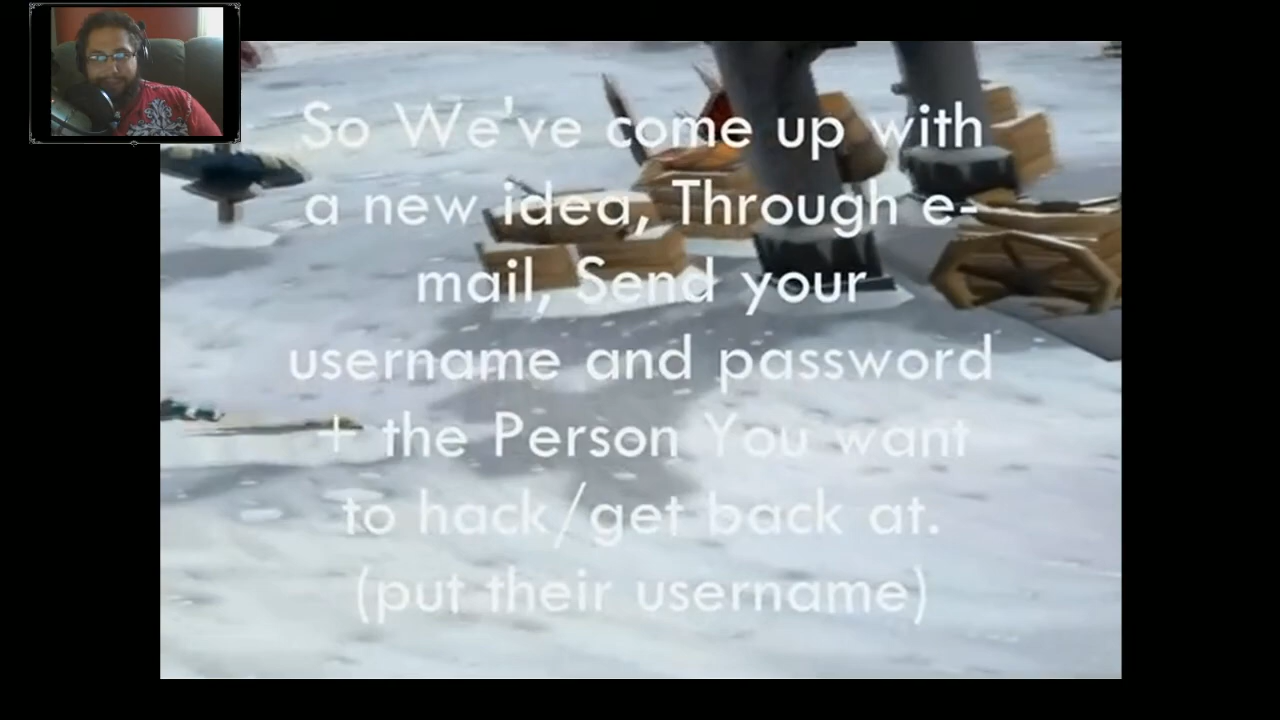 So We've come up with
a new idea, Through e-
mail, Send your
username and password
+ the Person You want
to hack/get back at.
(put their username)